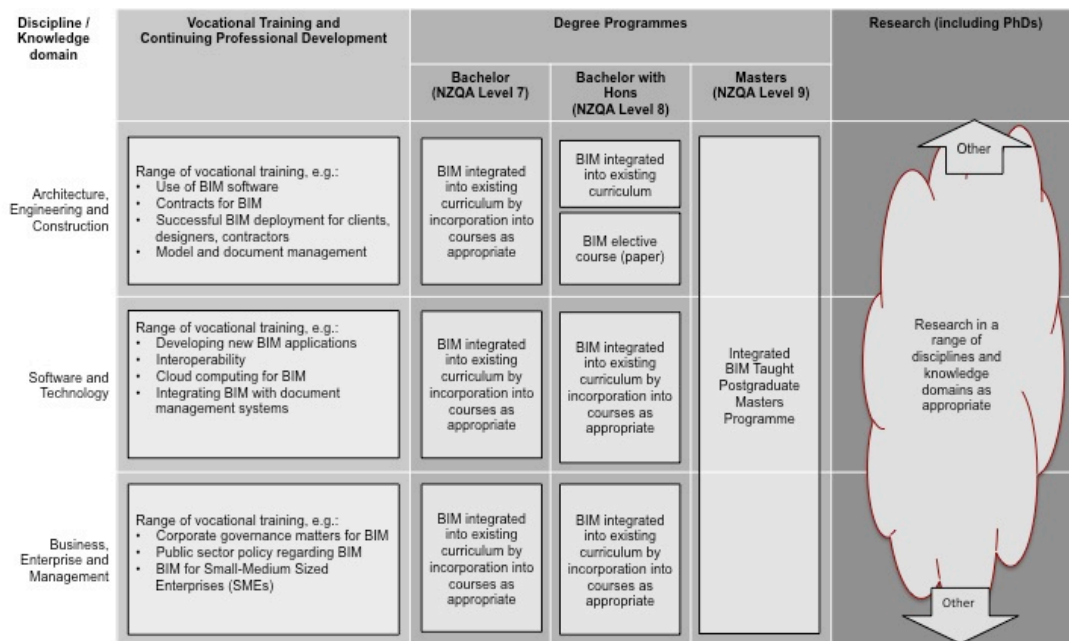 Discipline /
Knowledge
domain
Vocational Training and
Continuing Professional Development
Degree Programmes
Research (including PhDs)
Bachelor
(NZQA Level 7)
Bachelor with
Hons
(NZQA Level 8)
Masters
(NZQA Level 9)
Architecture,
Engineering and
Construction
Range of vocational training, e.g.:
• Use of BIM software
• Contracts for BIM
• Successful BIM deployment for clients,
designers, contractors
• Model and document management
BIM integrated
into existing
curriculum by
incorporation into
courses as
appropriate
BIM integrated
into existing
curriculum
BIM elective
course (paper)
Other
Software and
Technology
Range of vocational training, e.g.:
• Developing new BIM applications
• Interoperability
• Cloud computing for BIM
• Integrating BIM with document
management systems
BIM integrated
into existing
curriculum by
incorporation into
courses as
appropriate
BIM integrated
into existing
curriculum by
incorporation into
courses as
appropriate
Integrated
BIM Taught
Postgraduate
Masters
Programme
Research in a
range of
disciplines and
knowledge
domains as
appropriate
Business,
Enterprise and
Management
Range of vocational training, e.g.:
• Corporate governance matters for BIM
• Public sector policy regarding BIM
• BIM for Small-Medium Sized
Enterprises (SMEs)
BIM integrated
into existing
curriculum by
incorporation into
courses as
appropriate
BIM integrated
into existing
curriculum by
incorporation into
courses as
appropriate
Other